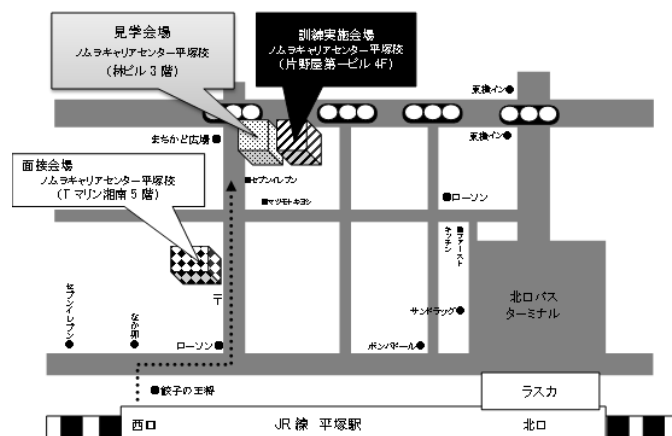 見学会場
ノムラキャリアセンター平塚校
(林ビル3階)
訓練実施会場
ノムラキャリアセンター平塚校
(片野屋第一ビル4F)
東横イン
まちかど広場
東横イン
面接会場
ノムラキャリアセンター平塚校
(Tマリン湘南5階)
セブンイレブン
マツモトキヨシ
ローソン
ファースト
キッチン
〒
北口バス
ターミナル
セブンイレブン
なか卯
サンドラッグ
ローソン
ポンパドール
餃子の王将
ラスカ
西口
JR線 平塚駅
北口